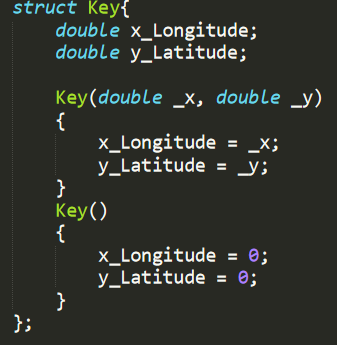 struct Key{
    double x_Longitude;
    double y_Latitude;

    Key(double _x, double _y)
    {
        x_Longitude = _x;
        y_Latitude = _y;
    }
    Key()
    {
        x_Longitude = 0;
        y_Latitude = 0;
    }
};